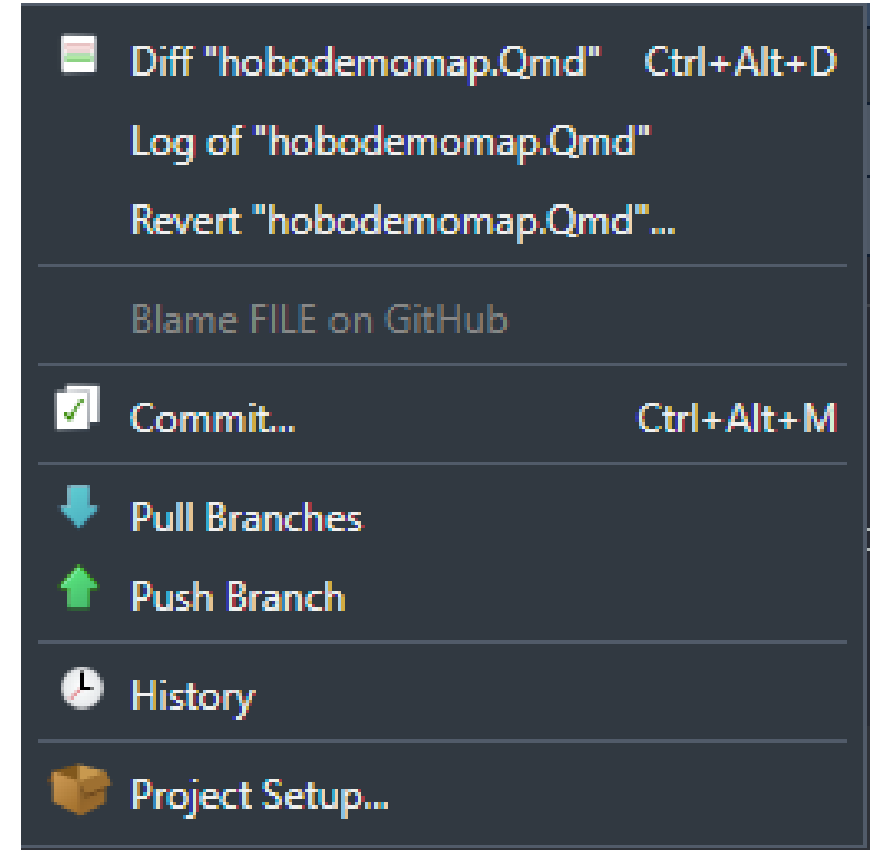 Diff "hobodemomap.Qmd" Ctrl+Alt+D
Log of "hobodemomap.Qmd"
Revert "hobodemomap.Qmd"...
Blame FILE on GitHub
Commit... Ctrl+Alt+M
Pull Branches
Push Branch
History
Project Setup...